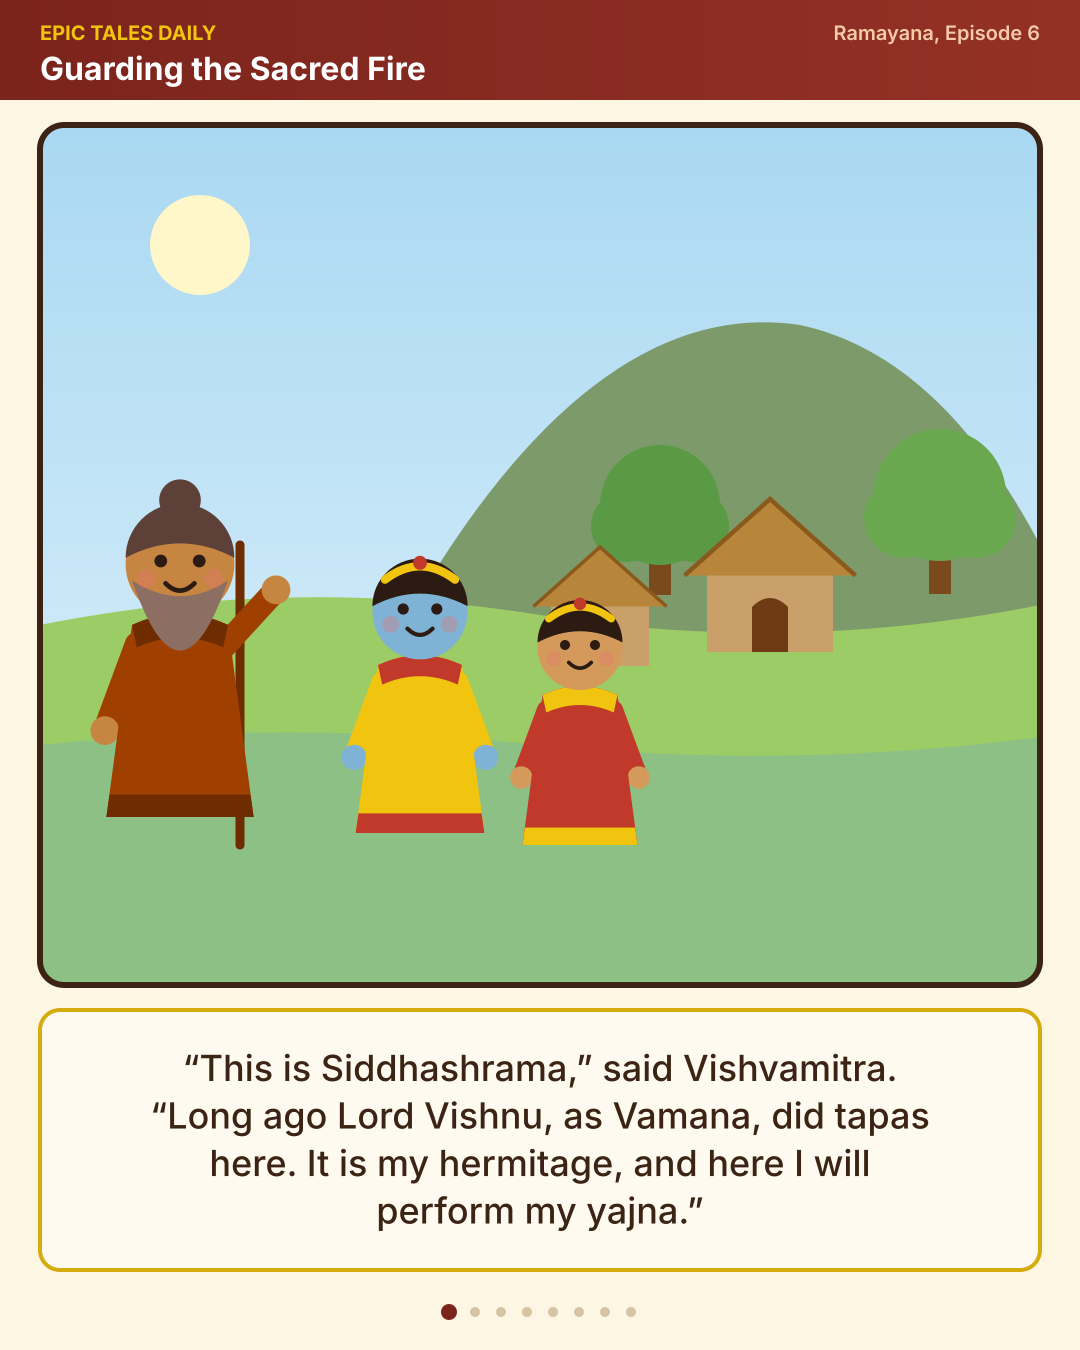 EPIC TALES DAILY
Ramayana, Episode 6
Guarding the Sacred Fire
“This is Siddhashrama,” said Vishvamitra.
“Long ago Lord Vishnu, as Vamana, did tapas
here. It is my hermitage, and here I will
perform my yajna.”